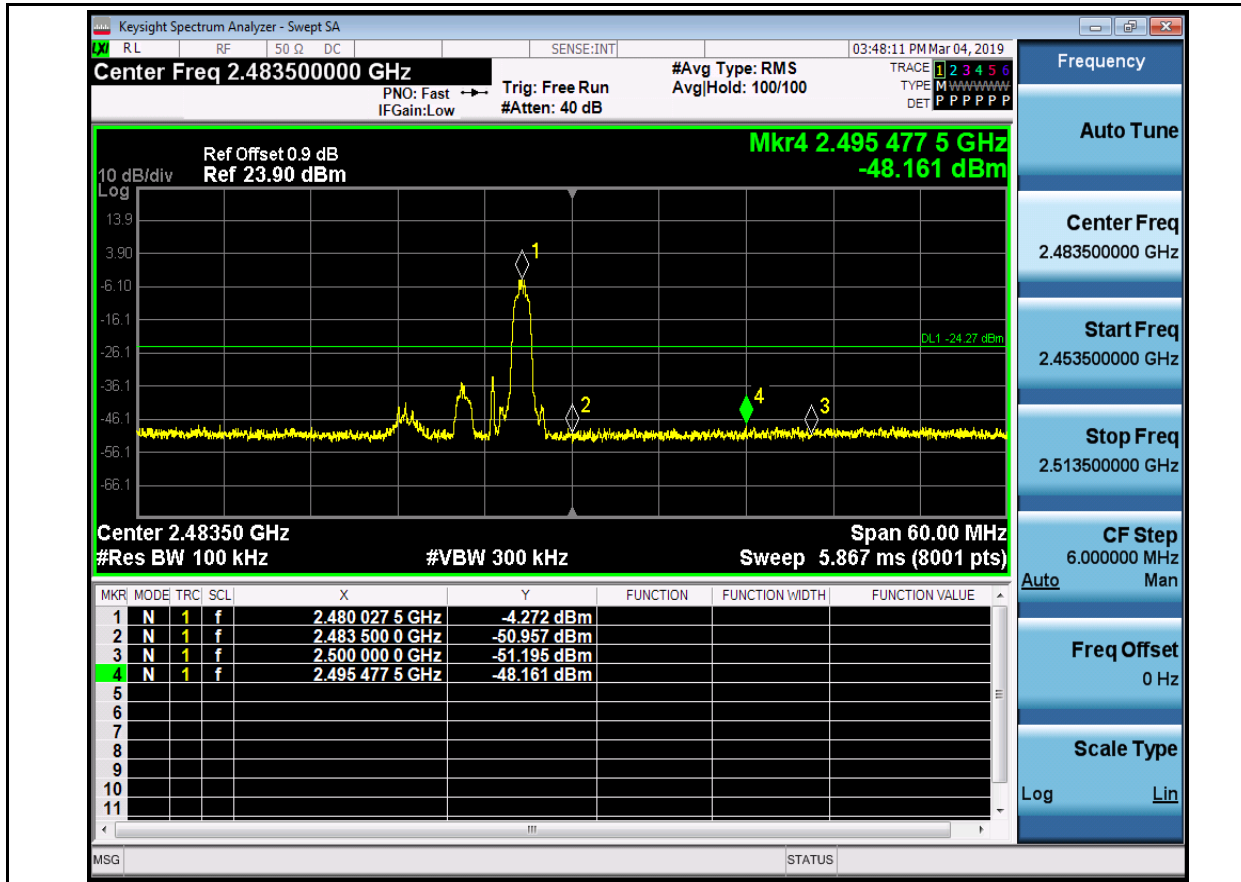 Keysight Spectrum Analyzer - Swept SA
LXI RL RF 50 Ω DC SENSE:INT 03:48:11 PM Mar 04, 2019
Center Freq 2.483500000 GHz
PNO: Fast
IFGain:Low
Trig: Free Run
#Atten: 40 dB
#Avg Type: RMS
Avg|Hold: 100/100
TRACE 1 2 3 4 5 6
TYPE M WWWWW
DET P P P P P P
Mkr4 2.495 477 5 GHz
-48.161 dBm
Ref Offset 0.9 dB
10 dB/div Ref 23.90 dBm
Log
13.9
3.90
-6.10
-16.1
-26.1
-36.1
-46.1
-56.1
-66.1
1
DL1 -24.27 dBm
2
4
3
Center 2.48350 GHz Span 60.00 MHz
#Res BW 100 kHz #VBW 300 kHz Sweep 5.867 ms (8001 pts)
MKR MODE TRC SCL X Y FUNCTION FUNCTION WIDTH FUNCTION VALUE
1 N 1 f 2.480 027 5 GHz -4.272 dBm
2 N 1 f 2.483 500 0 GHz -50.957 dBm
3 N 1 f 2.500 000 0 GHz -51.195 dBm
4 N 1 f 2.495 477 5 GHz -48.161 dBm
5
6
7
8
9
10
11
MSG STATUS
Frequency
Auto Tune
Center Freq
2.483500000 GHz
Start Freq
2.453500000 GHz
Stop Freq
2.513500000 GHz
CF Step
6.000000 MHz
Auto Man
Freq Offset
0 Hz
Scale Type
Log Lin